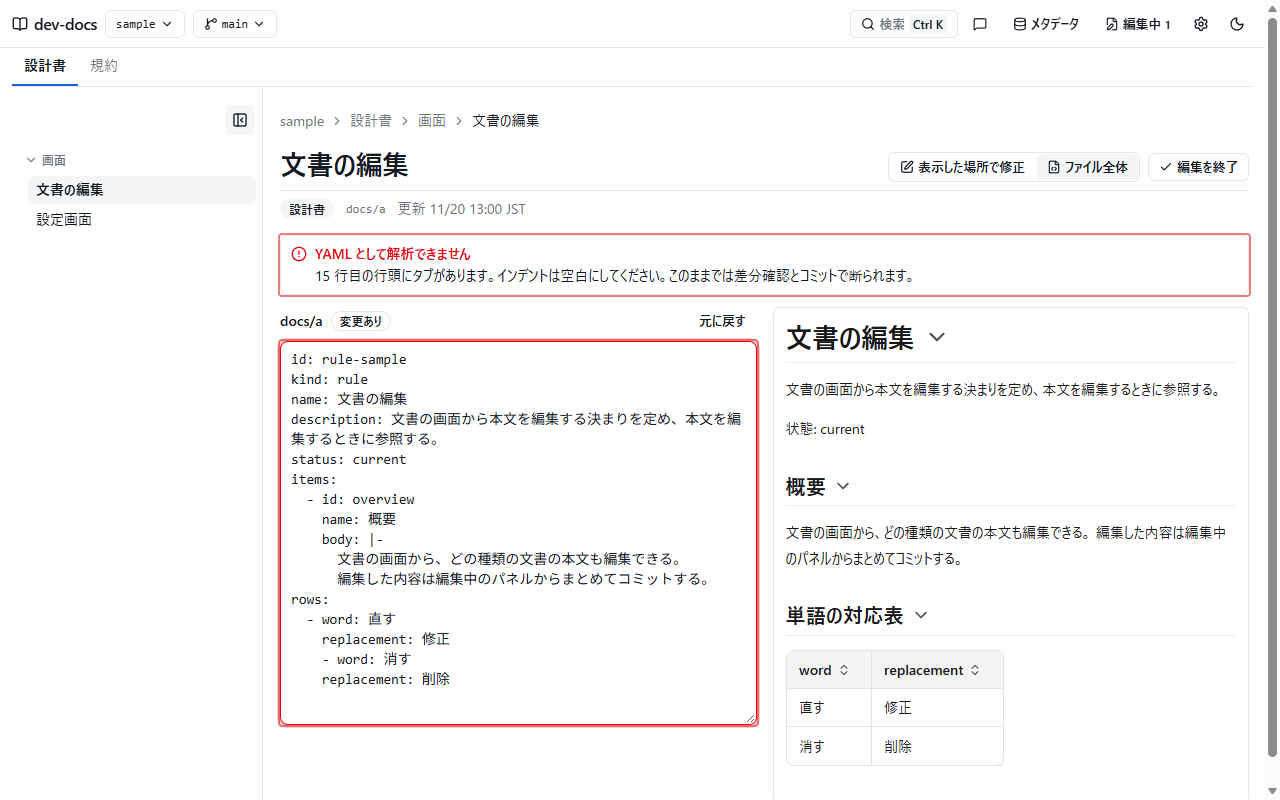 dev-docs sample main 検索 Ctrl K メタデータ 編集中 1
設計書 規約
sample 設計書 画面 文書の編集
画面
文書の編集
設定画面
文書の編集
表示した場所で修正 ファイル全体 編集を終了
設計書 docs/a 更新 11/20 13:00 JST
YAML として解析できません
15 行目の行頭にタブがあります。インデントは空白にしてください。このままでは差分確認とコミットで断られます。
docs/a 変更あり 元に戻す
id: rule-sample
kind: rule
name: 文書の編集
description: 文書の画面から本文を編集する決まりを定め、本文を編
集するときに参照する。
status: current
items:
  - id: overview
    name: 概要
    body: |-
      文書の画面から、どの種類の文書の本文も編集できる。
      編集した内容は編集中のパネルからまとめてコミットする。
rows:
  - word: 直す
    replacement: 修正
    - word: 消す
    replacement: 削除
文書の編集
文書の画面から本文を編集する決まりを定め、本文を編集するときに参照する。
状態: current
概要
文書の画面から、どの種類の文書の本文も編集できる。 編集した内容は編集中
のパネルからまとめてコミットする。
単語の対応表
word replacement
直す 修正
消す 削除